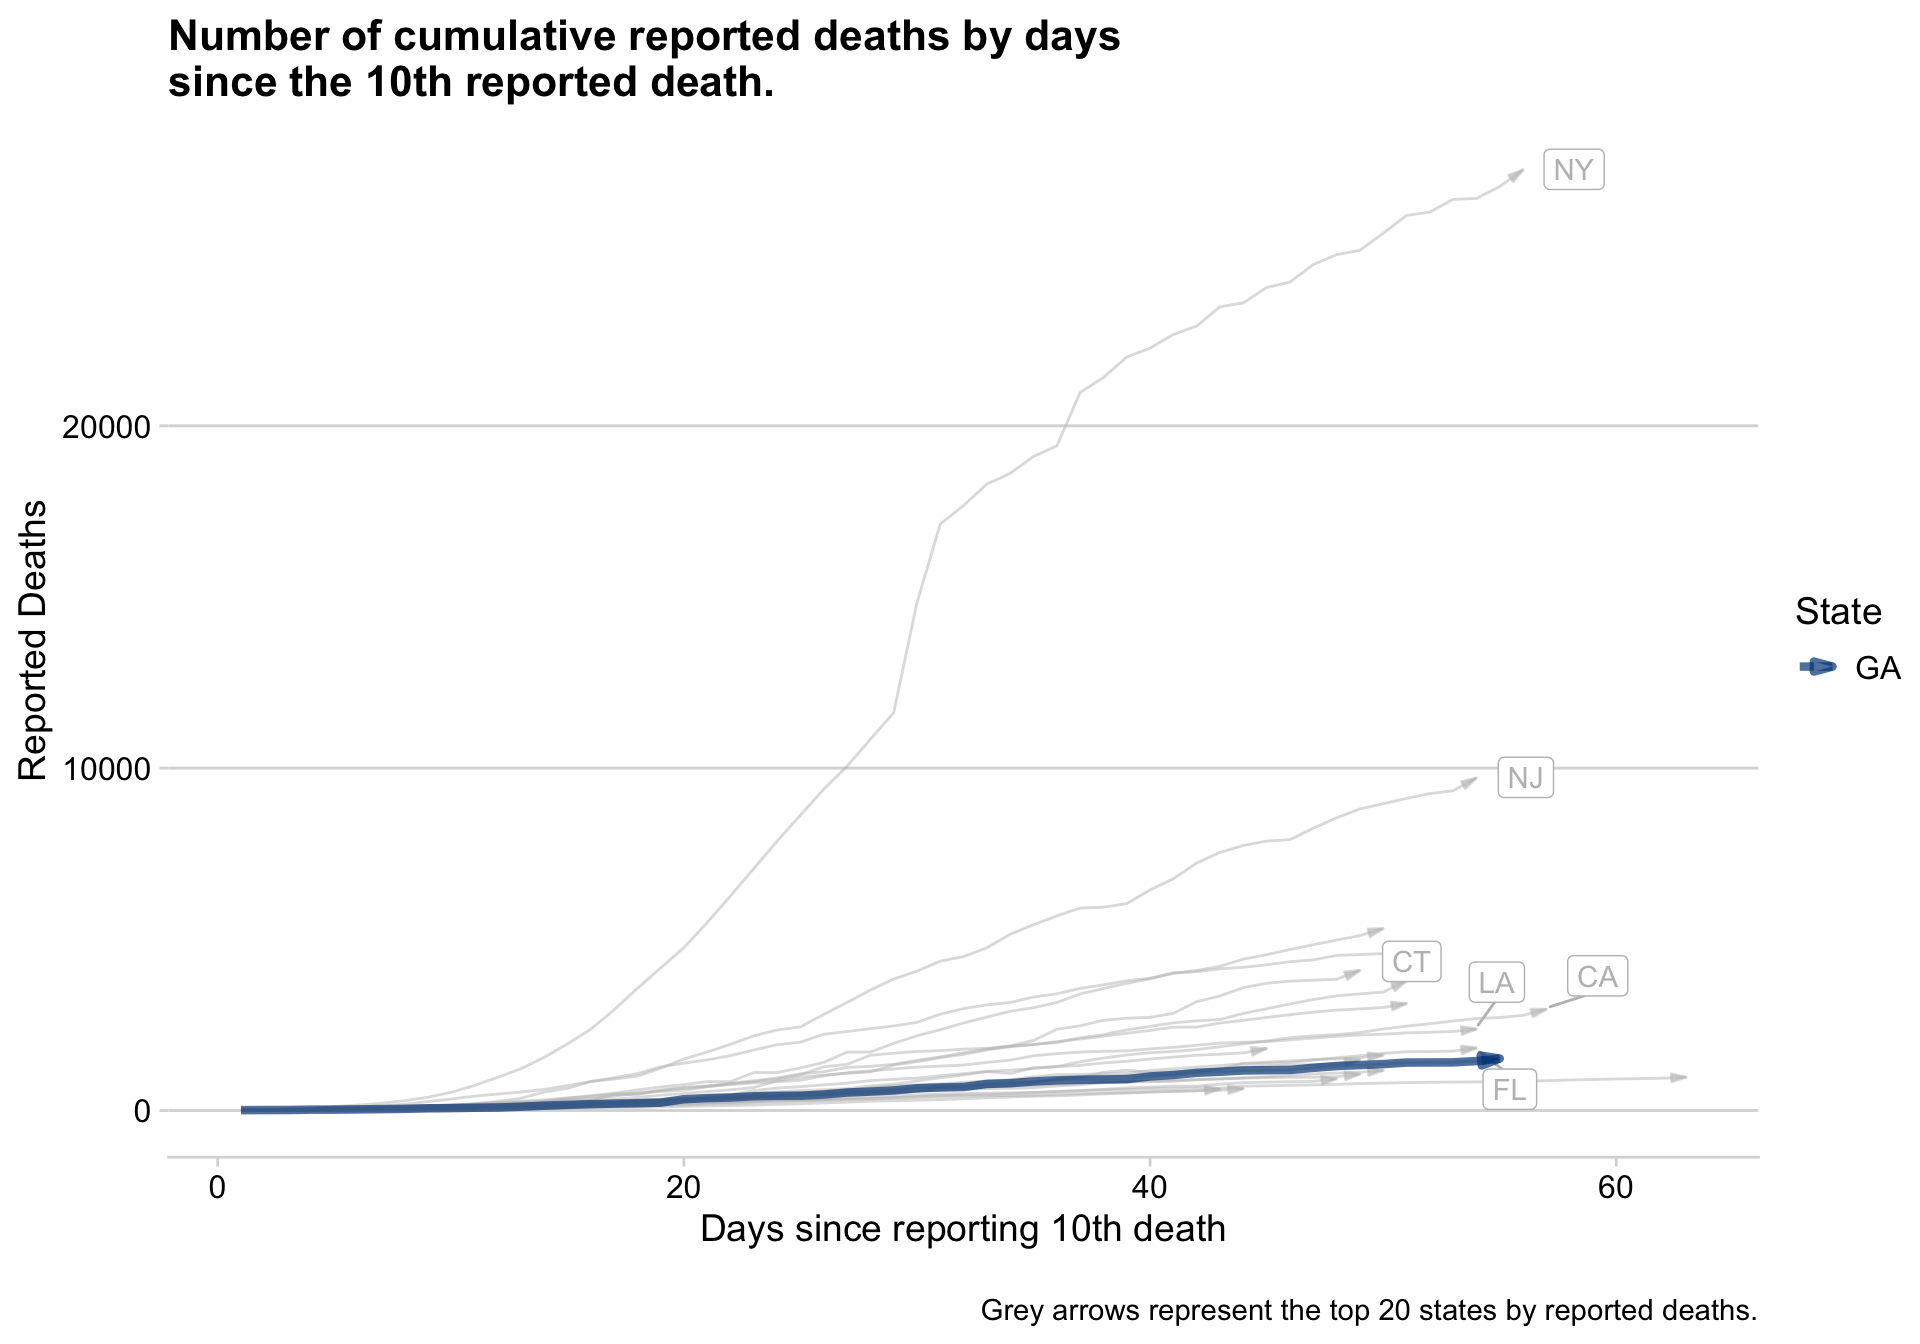 Number of cumulative reported deaths by days
since the 10th reported death.
NY
20000
Reported Deaths
State
GA
10000
NJ
CT
LA
CA
FL
0
0
20
40
60
Days since reporting 10th death
Grey arrows represent the top 20 states by reported deaths.